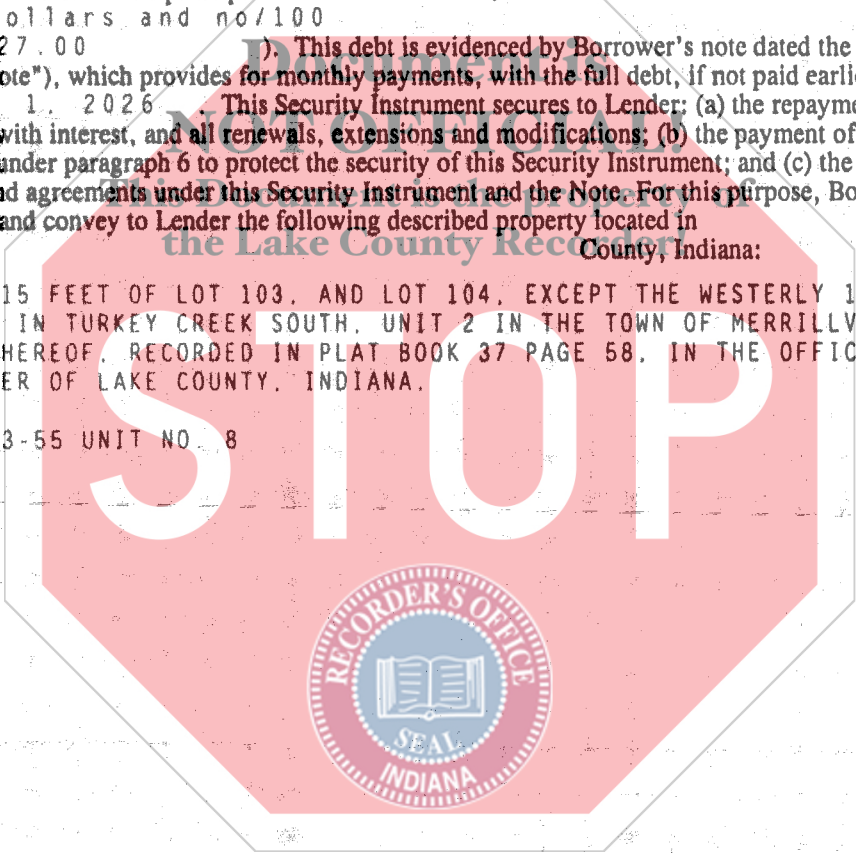 ollars and no/100
27.00 ). This debt is evidenced by Borrower's note dated the
ote"), which provides for monthly payments, with the full debt, if not paid earli
1. 2026 This Security Instrument secures to Lender: (a) the repayme
with interest, and all renewals, extensions and modifications; (b) the payment of
under paragraph 6 to protect the security of this Security Instrument; and (c) the
nd agreements under this Security Instrument and the Note. For this purpose, Bo
and convey to Lender the following described property located in
County, Indiana:
Document is
NOT OFFICIAL!
This Document is the property of
the Lake County Recorder!
15 FEET OF LOT 103, AND LOT 104, EXCEPT THE WESTERLY 1
IN TURKEY CREEK SOUTH, UNIT 2 IN THE TOWN OF MERRILLV
HEREOF, RECORDED IN PLAT BOOK 37 PAGE 58, IN THE OFFIC
ER OF LAKE COUNTY, INDIANA.
3-55 UNIT NO. 8
STOP
RECORDER'S OFFICE
SEAL
INDIANA